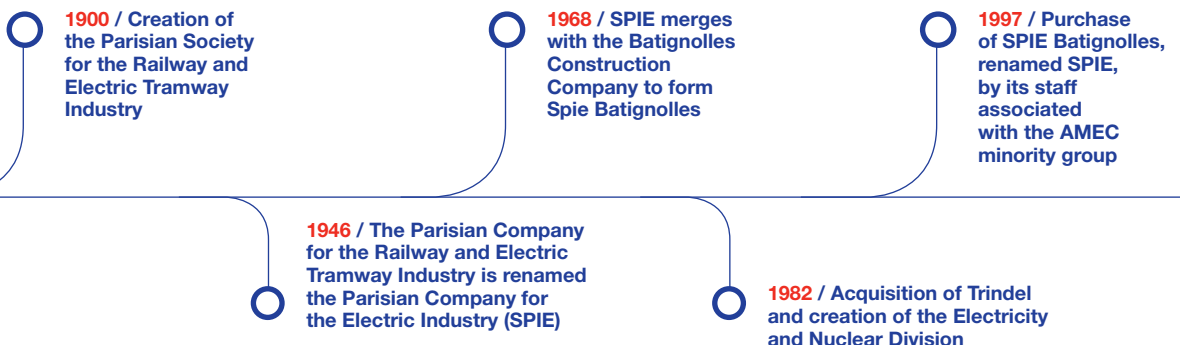 1900 / Creation of
the Parisian Society
for the Railway and
Electric Tramway
Industry
1946 / The Parisian Company
for the Railway and Electric
Tramway Industry is renamed
the Parisian Company for
the Electric Industry (SPIE)
1968 / SPIE merges
with the Batignolles
Construction
Company to form
Spie Batignolles
1982 / Acquisition of Trindel
and creation of the Electricity
and Nuclear Division
1997 / Purchase
of SPIE Batignolles,
renamed SPIE,
by its staff
associated
with the AMEC
minority group